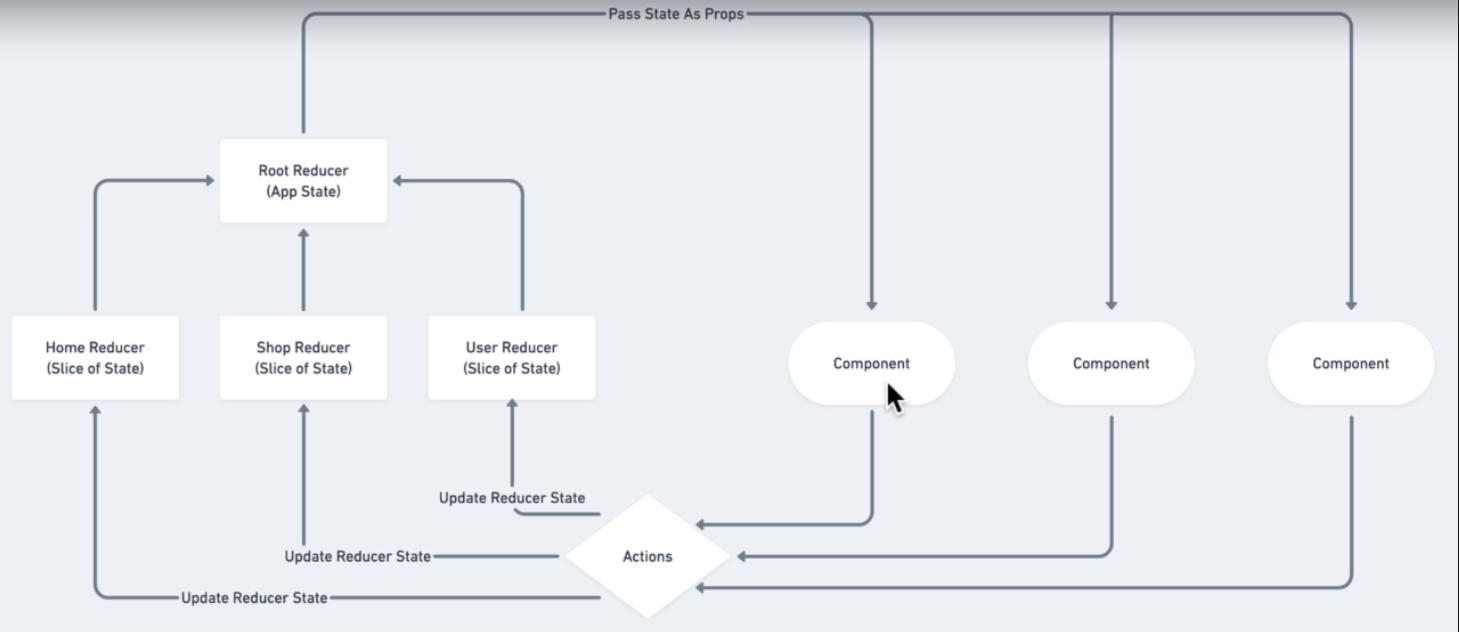 Pass State As Props
Root Reducer
(App State)
Home Reducer
(Slice of State)
Shop Reducer
(Slice of State)
User Reducer
(Slice of State)
Component
Component
Component
Update Reducer State
Update Reducer State
Actions
Update Reducer State